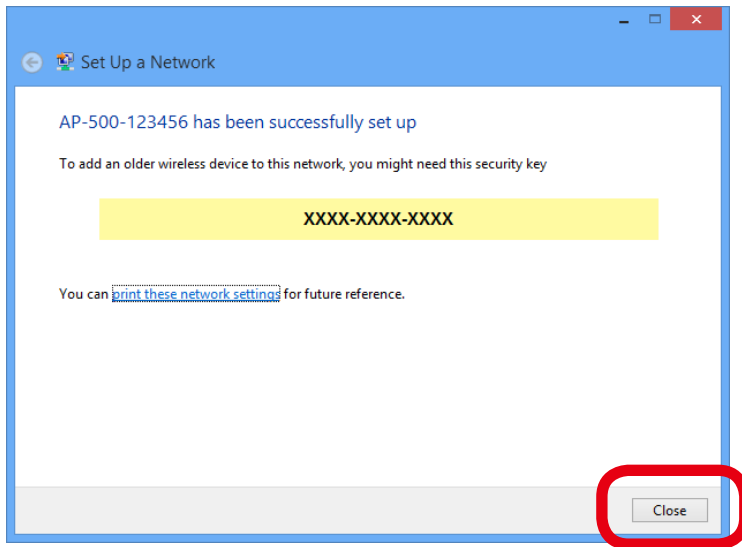 Set Up a Network
AP-500-123456 has been successfully set up
To add an older wireless device to this network, you might need this security key
XXXX-XXXX-XXXX
You can print these network settings for future reference.
Close